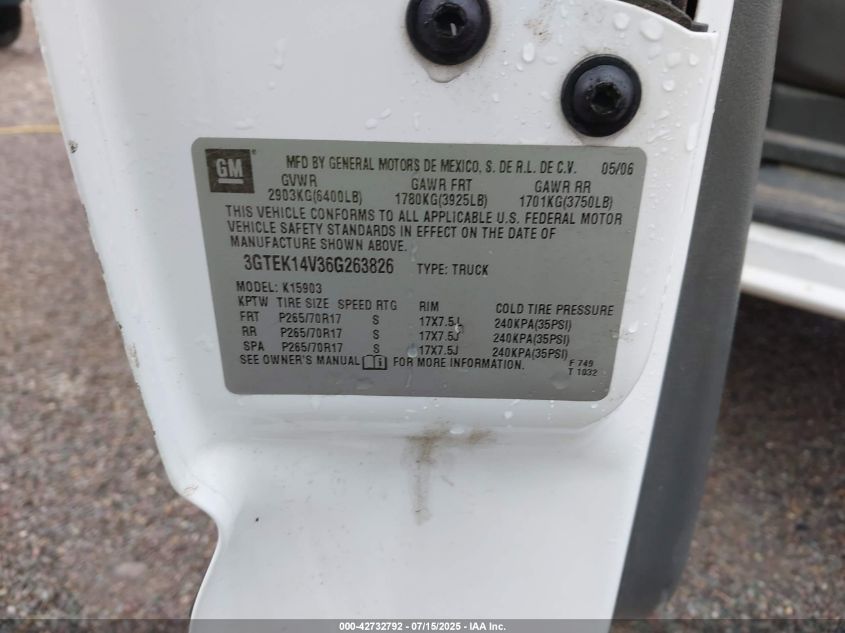 GM®
MFD BY GENERAL MOTORS DE MEXICO, S. DE R.L. DE C.V. 05/06
GVWR GAWR FRT GAWR RR
2903KG(6400LB) 1780KG(3925LB) 1701KG(3750LB)
THIS VEHICLE CONFORMS TO ALL APPLICABLE U.S. FEDERAL MOTOR
VEHICLE SAFETY STANDARDS IN EFFECT ON THE DATE OF
MANUFACTURE SHOWN ABOVE.
3GTEK14V36G263826 TYPE: TRUCK
MODEL: K15903
KPTW TIRE SIZE SPEED RTG RIM COLD TIRE PRESSURE
FRT P265/70R17 S 17X7.5J 240KPA(35PSI)
RR P265/70R17 S 17X7.5J 240KPA(35PSI)
SPA P265/70R17 S 17X7.5J 240KPA(35PSI)
SEE OWNER'S MANUAL FOR MORE INFORMATION.
F 749
T 1032
000-42732792 - 07/15/2025 - IAA Inc.